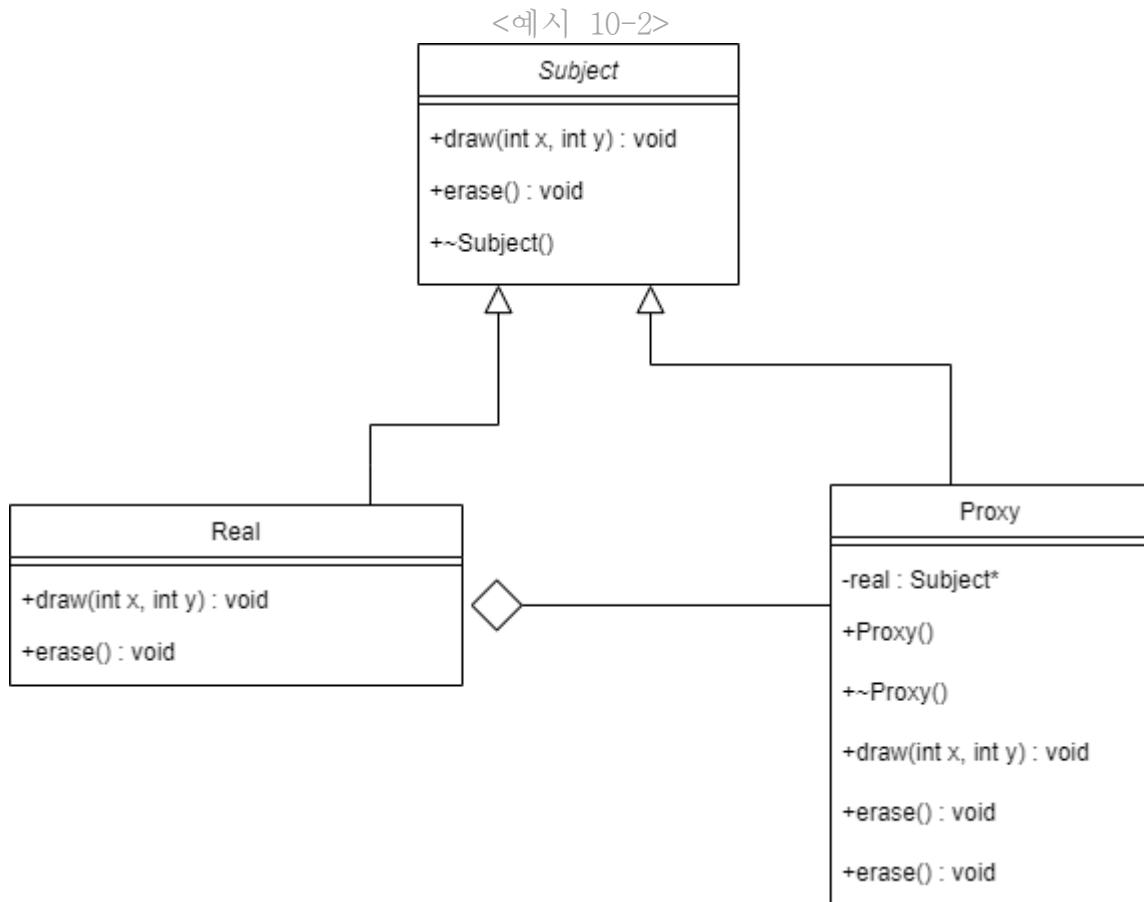 <예시 10-2>
Subject
+draw(int x, int y) : void
+erase() : void
+~Subject()
Real
+draw(int x, int y) : void
+erase() : void
Proxy
-real : Subject*
+Proxy()
+~Proxy()
+draw(int x, int y) : void
+erase() : void
+erase() : void